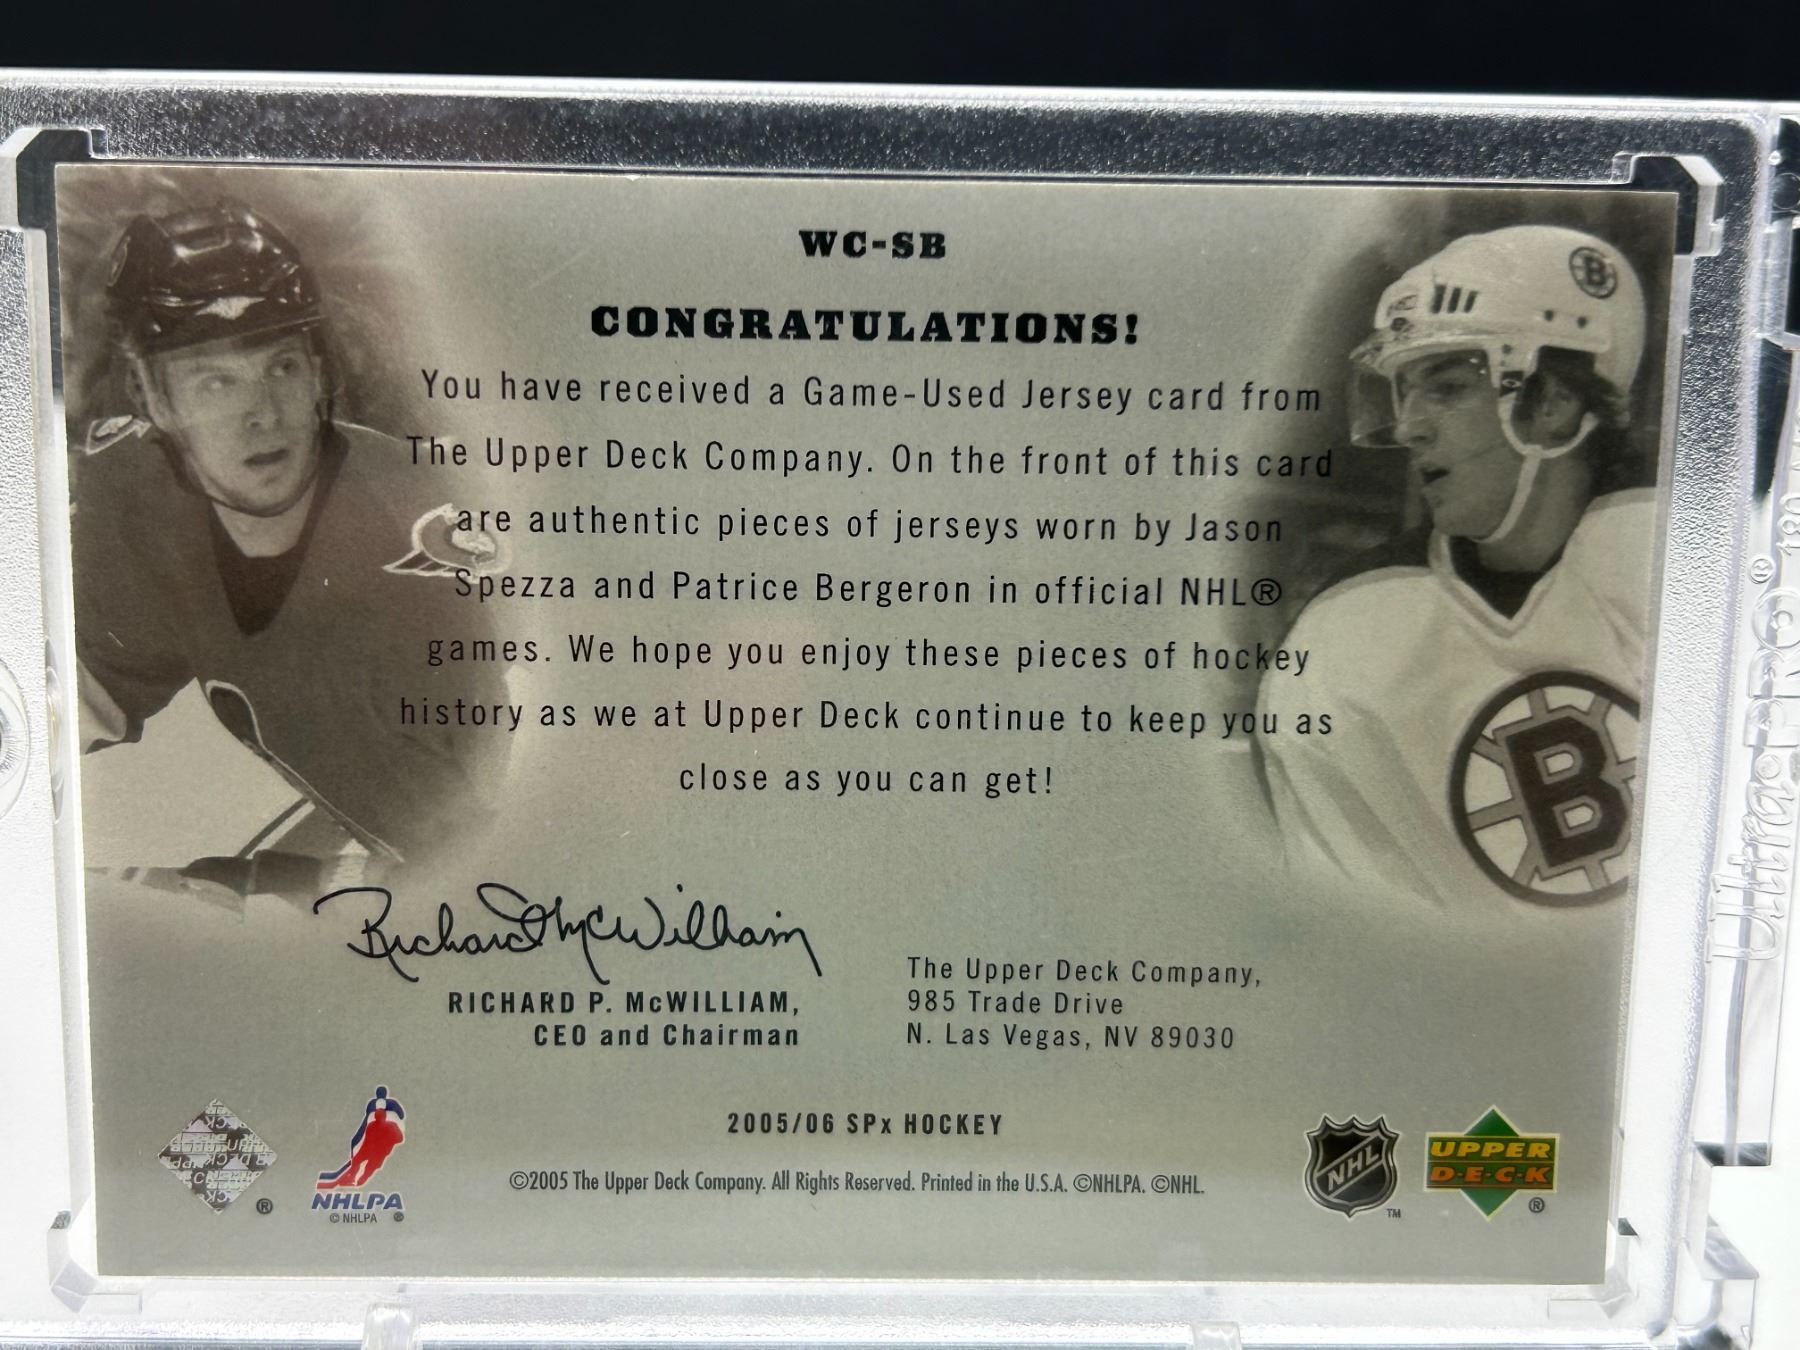 WC-SB
CONGRATULATIONS!
You have received a Game-Used Jersey card from
The Upper Deck Company. On the front of this card
are authentic pieces of jerseys worn by Jason
Spezza and Patrice Bergeron in official NHL®
games. We hope you enjoy these pieces of hockey
history as we at Upper Deck continue to keep you as
close as you can get!
Richard McWilliam
RICHARD P. McWILLIAM,
CEO and Chairman
The Upper Deck Company,
985 Trade Drive
N. Las Vegas, NV 89030
2005/06 SPx HOCKEY
©2005 The Upper Deck Company. All Rights Reserved. Printed in the U.S.A. ©NHLPA. ©NHL.
®
NHLPA
© NHLPA ®
NHL
TM
UPPER
D·E·C·K
®
B
B
UltraPRO®
180